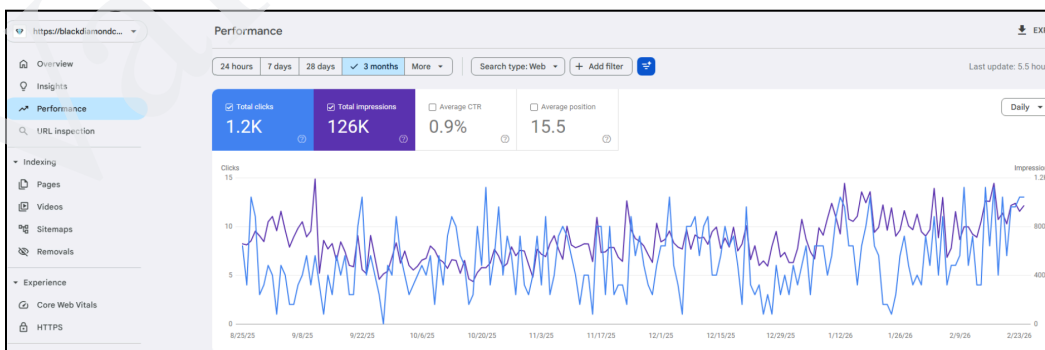 https://blackdiamondc...
Performance
EXP
Overview
24 hours 7 days 28 days 3 months More Search type: Web + Add filter
Last update: 5.5 hou
Insights
Performance
Total clicks Total impressions Average CTR Average position
Daily
1.2K 126K 0.9% 15.5
URL inspection
Indexing
Clicks
Impressio
Pages
15
1.2
Videos
Sitemaps
10
800
Removals
5
400
Experience
Core Web Vitals
0
0
HTTPS
8/25/25 9/8/25 9/22/25 10/6/25 10/20/25 11/3/25 11/17/25 12/1/25 12/15/25 12/29/25 1/12/26 1/26/26 2/9/26 2/23/26